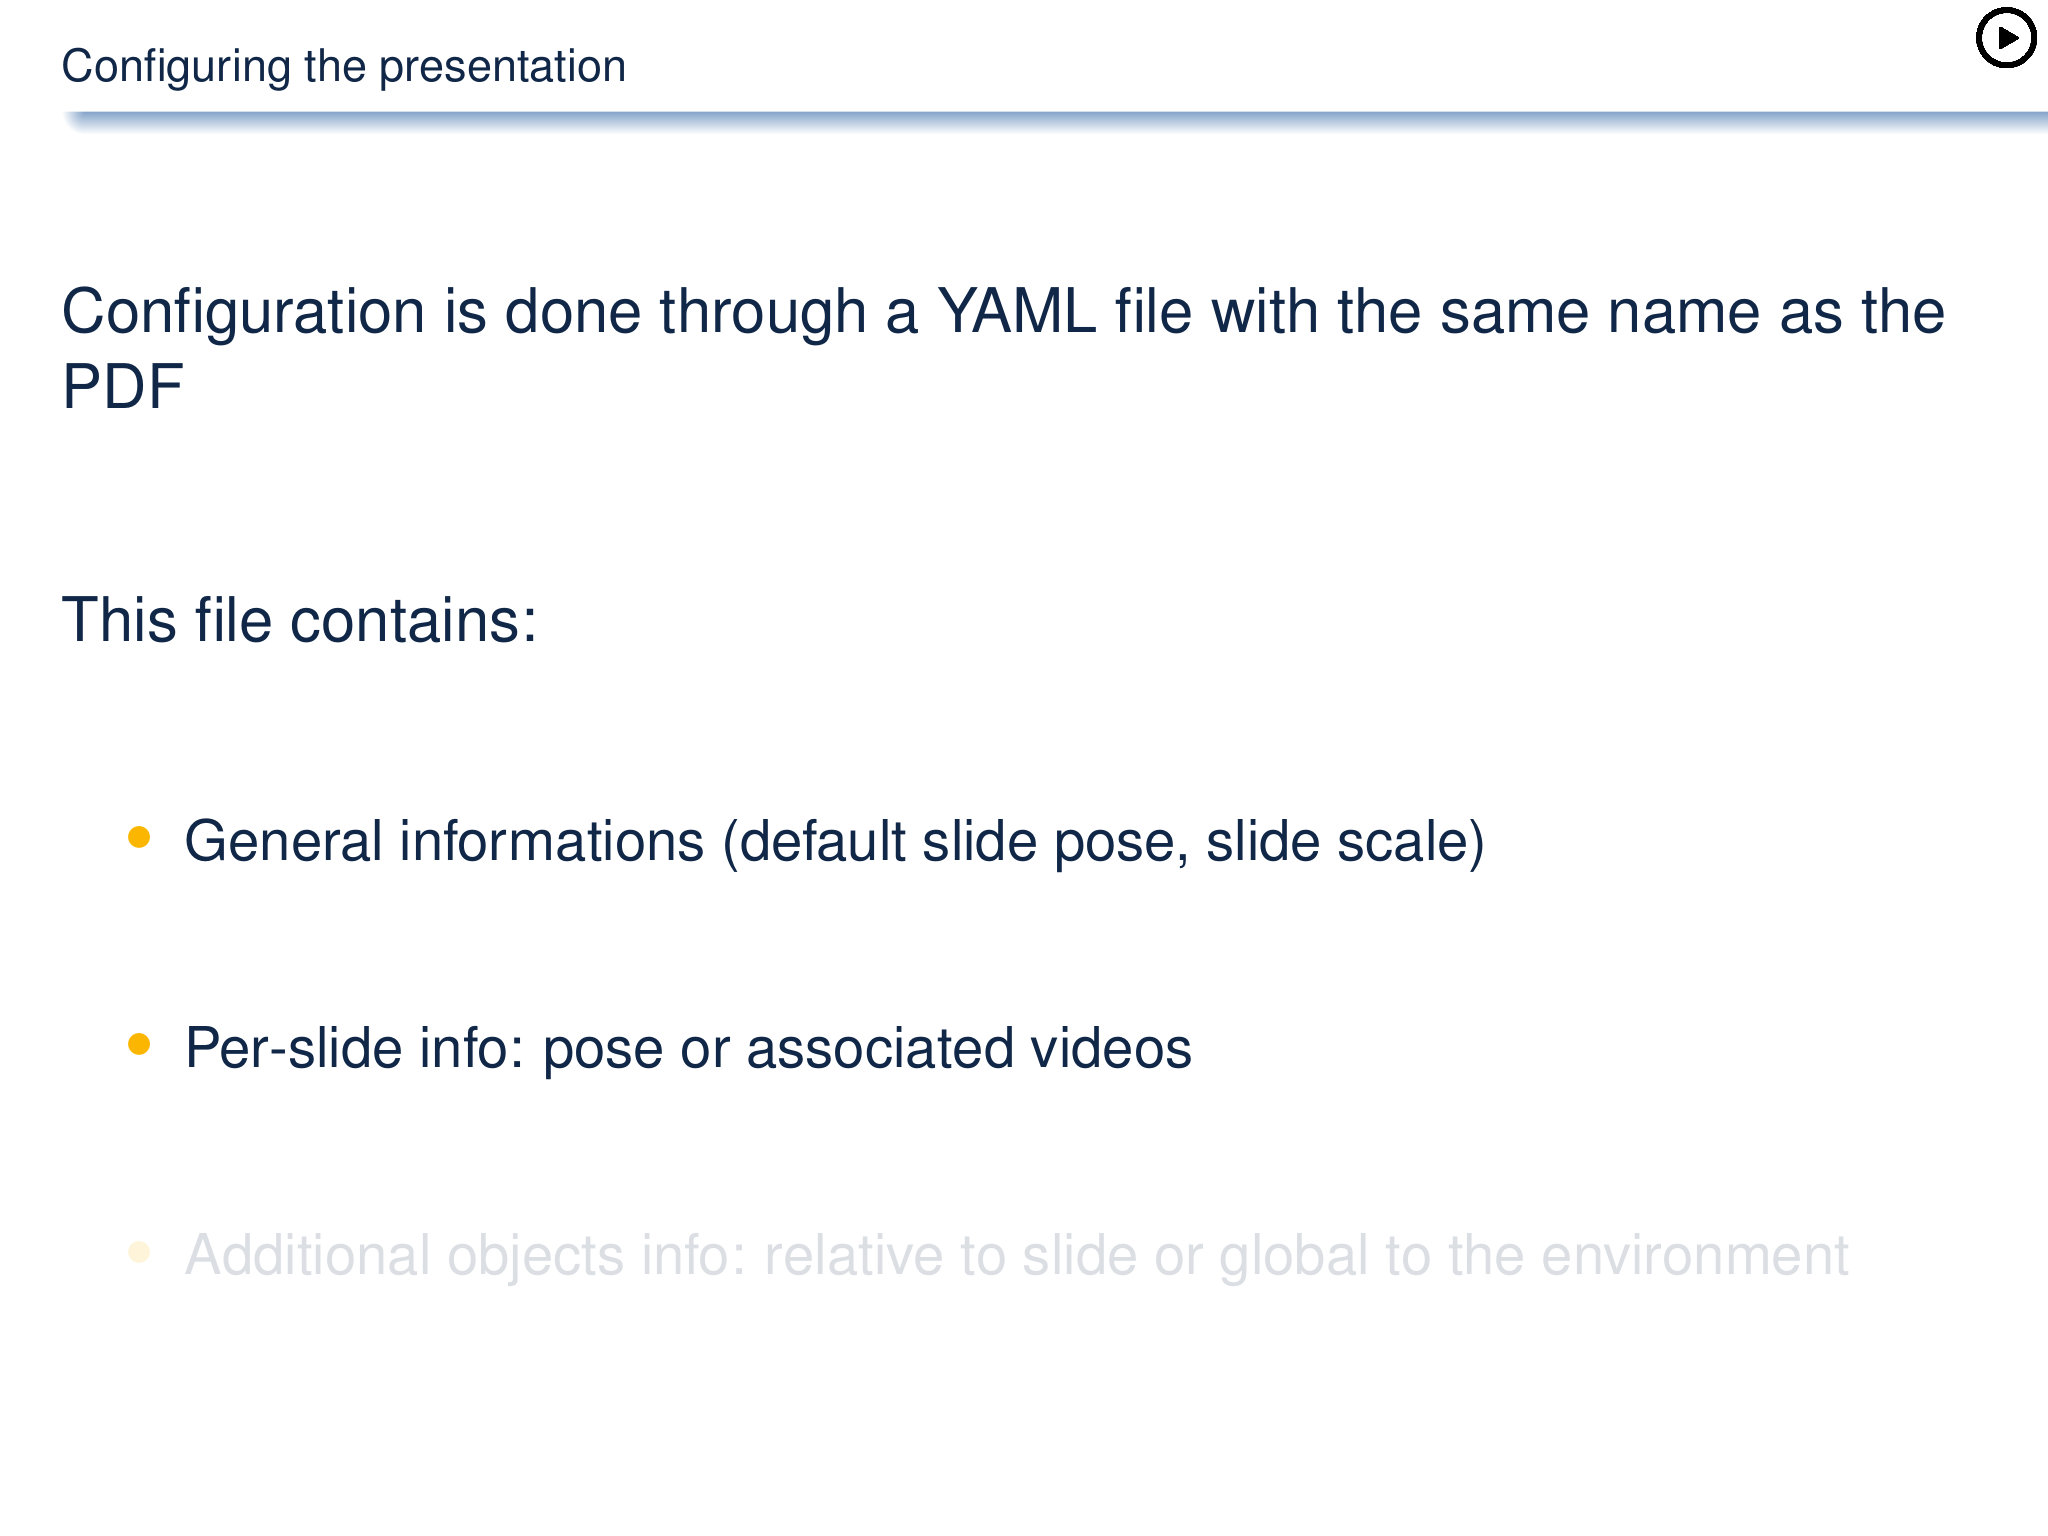 Configuring the presentation
Configuration is done through a YAML file with the same name as the
PDF
This file contains:
General informations (default slide pose, slide scale)
Per-slide info: pose or associated videos
Additional objects info: relative to slide or global to the environment